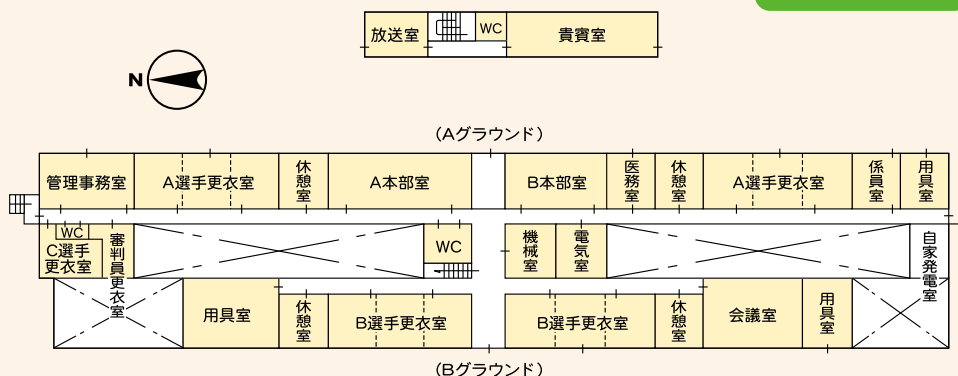 放送室
WC
貴賓室
N
(Aグラウンド)
管理事務室
A選手更衣室
休憩室
A本部室
B本部室
医務室
休憩室
A選手更衣室
係員室
用具室
WC
C選手
更衣室
審判員更衣室
WC
機械室
電気室
自家発電室
用具室
休憩室
B選手更衣室
B選手更衣室
休憩室
会議室
用具室
(Bグラウンド)